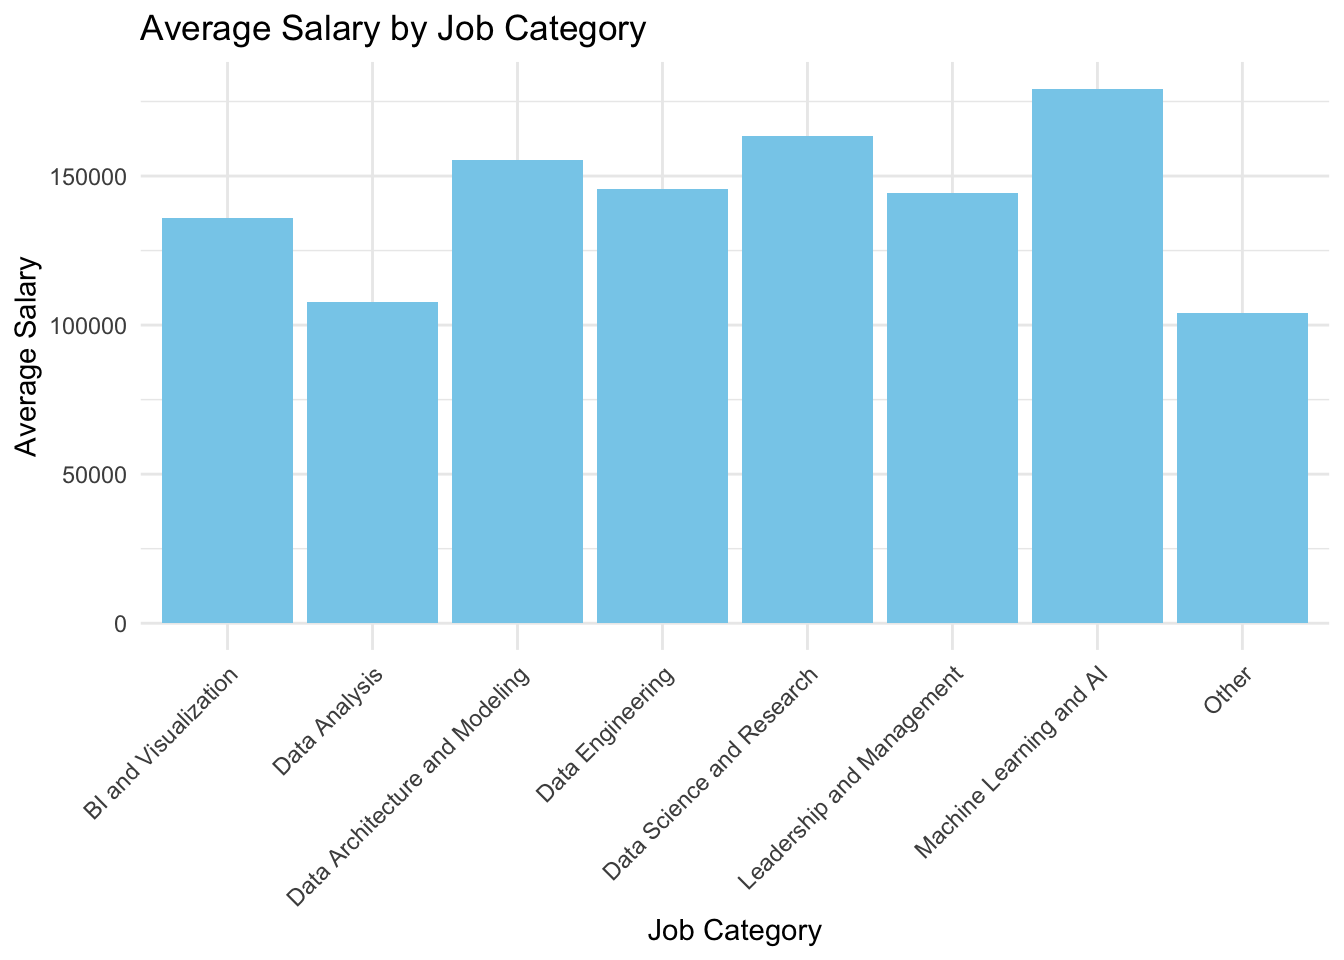 Average Salary by Job Category
Average Salary
150000
100000
50000
0
BI and Visualization
Data Analysis
Data Architecture and Modeling
Data Engineering
Data Science and Research
Leadership and Management
Machine Learning and AI
Other
Job Category